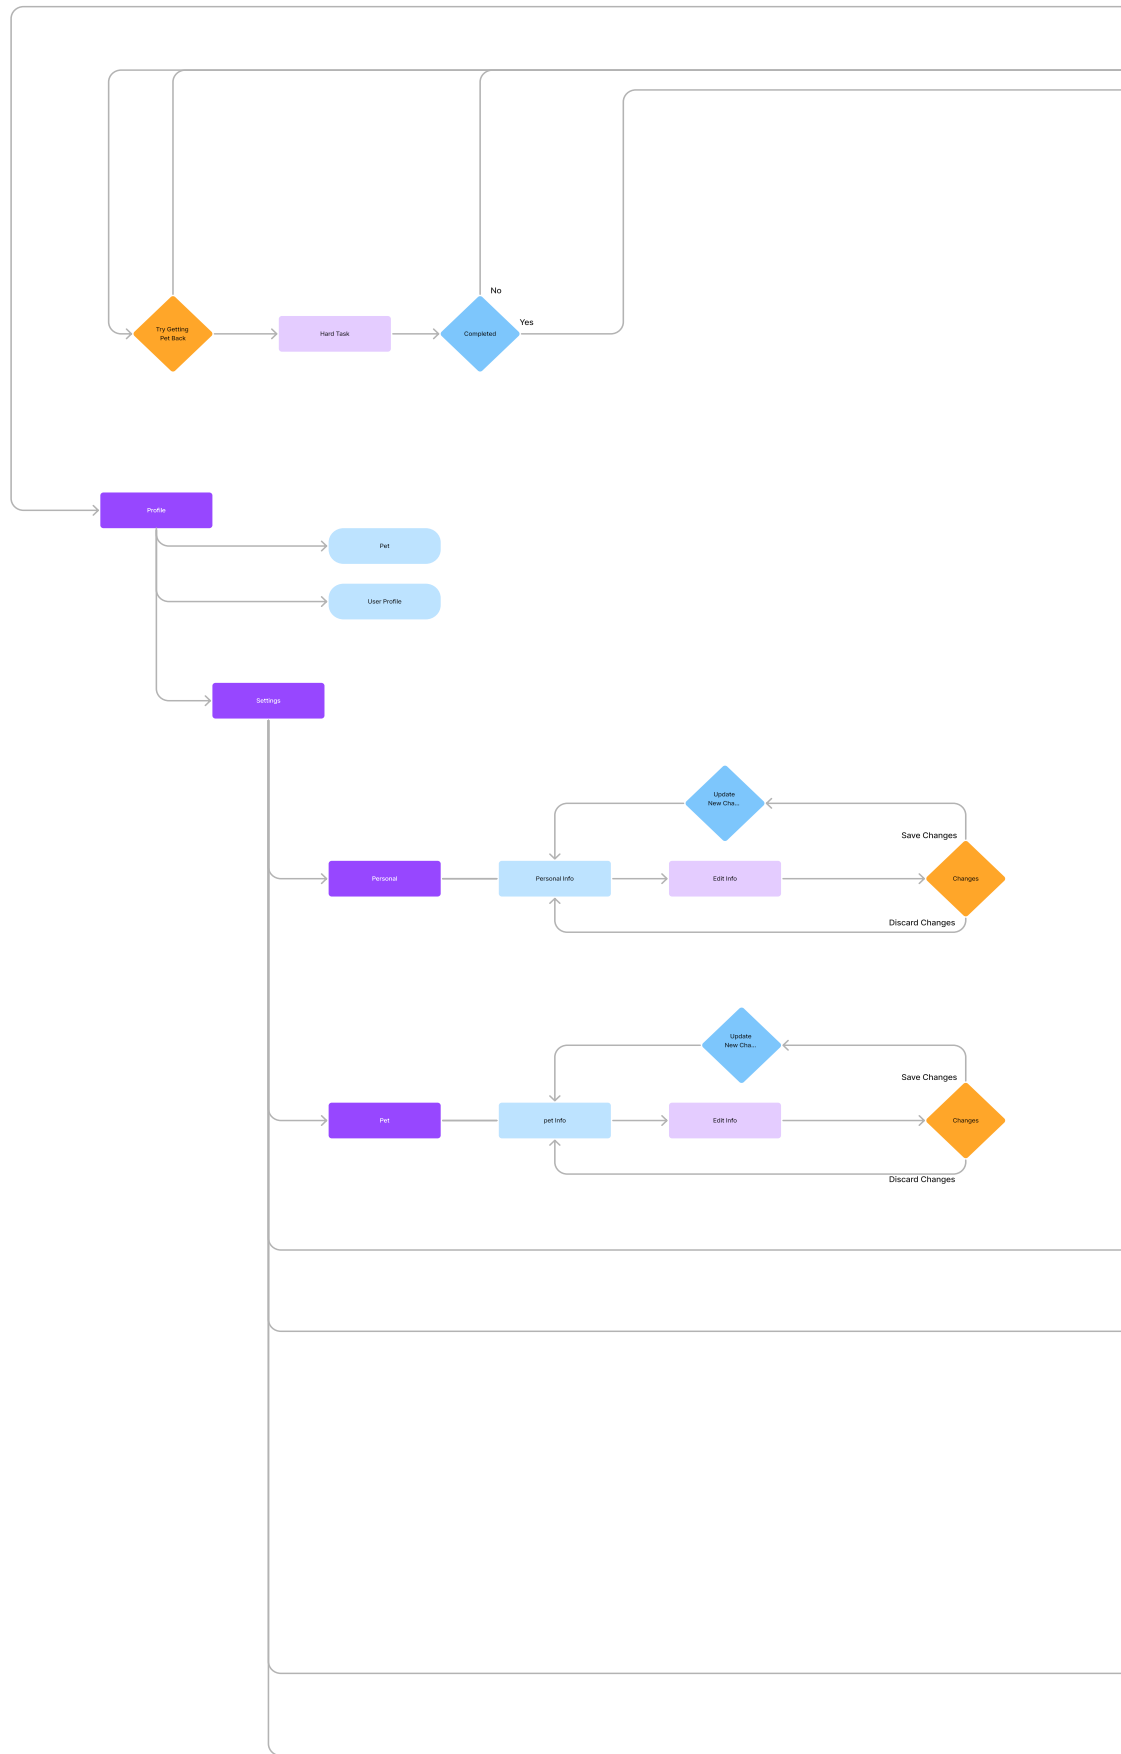 No
Yes
Try Getting
Pet Back
Hard Task
Completed
Profile
Pet
User Profile
Settings
Update
New Cha...
Save Changes
Personal
Personal Info
Edit Info
Changes
Discard Changes
Update
New Cha...
Save Changes
Pet
pet Info
Edit Info
Changes
Discard Changes